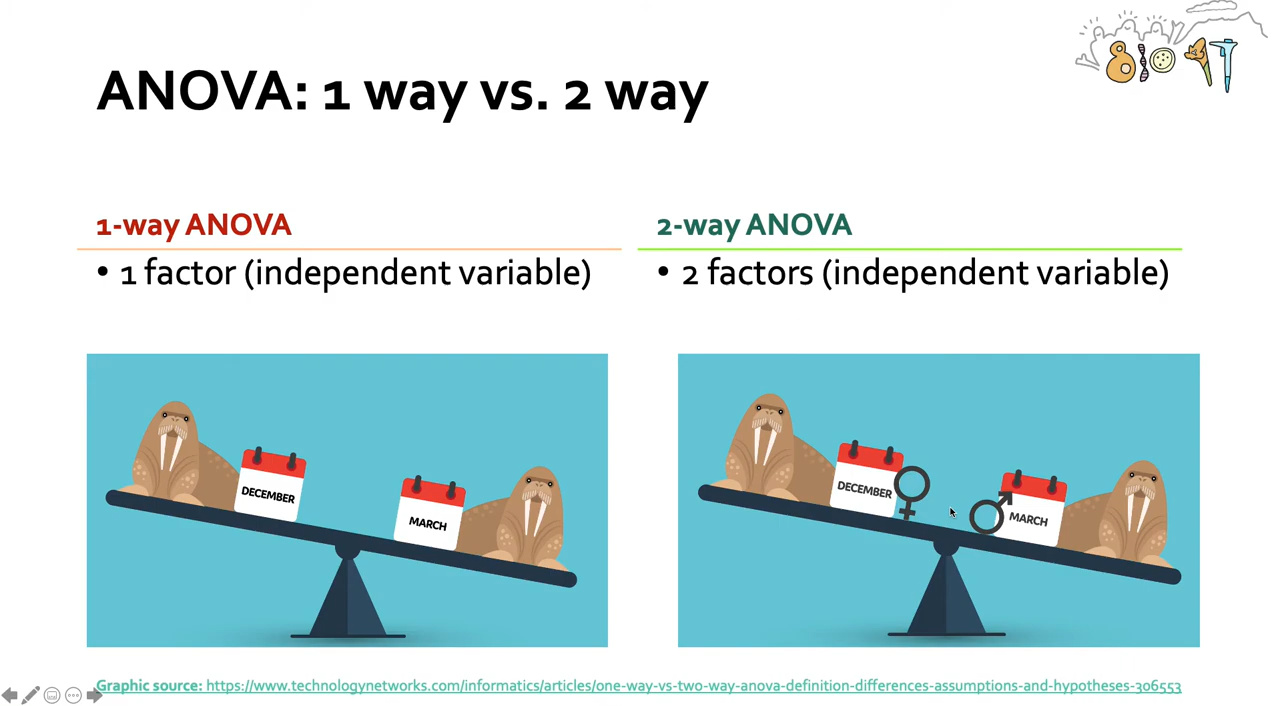 ANOVA: 1 way vs. 2 way
1-way ANOVA
• 1 factor (independent variable)
2-way ANOVA
• 2 factors (independent variable)
DECEMBER
MARCH
DECEMBER
MARCH
Graphic source: https://www.technologynetworks.com/informatics/articles/one-way-vs-two-way-anova-definition-differences-assumptions-and-hypotheses-306553